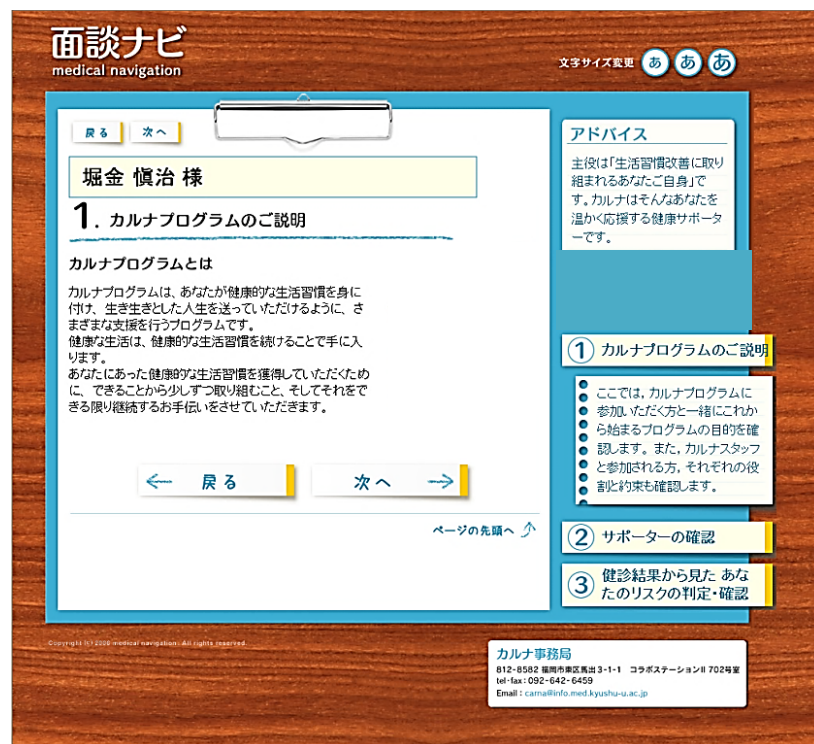 面談ナビ
medical navigation
文字サイズ変更 あ あ あ
戻る 次へ
堀金 愼治 様
1. カルナプログラムのご説明
カルナプログラムとは
カルナプログラムは、あなたが健康的な生活習慣を身に
付け、生き生きとした人生を送っていただけるように、さ
まざまな支援を行うプログラムです。
健康な生活は、健康的な生活習慣を続けることで手に入
ります。
あなたにあった健康的な生活習慣を獲得していただくため
に、できることから少しずつ取り組むこと、そしてそれをで
きる限り継続するお手伝いをさせていただきます。
← 戻る
次へ →
ページの先頭へ
アドバイス
主役は「生活習慣改善に取り
組まれるあなたご自身」で
す。カルナはそんなあなたを
温かく応援する健康サポータ
ーです。
① カルナプログラムのご説明
ここでは，カルナプログラムに
参加いただく方と一緒にこれか
ら始まるプログラムの目的を確
認します。また，カルナスタッフ
と参加される方，それぞれの役
割と約束も確認します。
② サポーターの確認
③ 健診結果から見た あな
たのリスクの判定・確認
Copyright (c) 2008 medical navigation. All rights reserved.
カルナ事務局
812-8582 福岡市東区馬出3-1-1 コラボステーションII 702号室
tel・fax：092-642-6459
Email：carna@info.med.kyushu-u.ac.jp